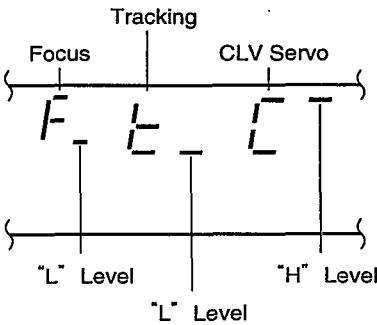 Tracking
Focus CLV Servo
F_ t_ C¯
"L" Level "H" Level
"L" Level